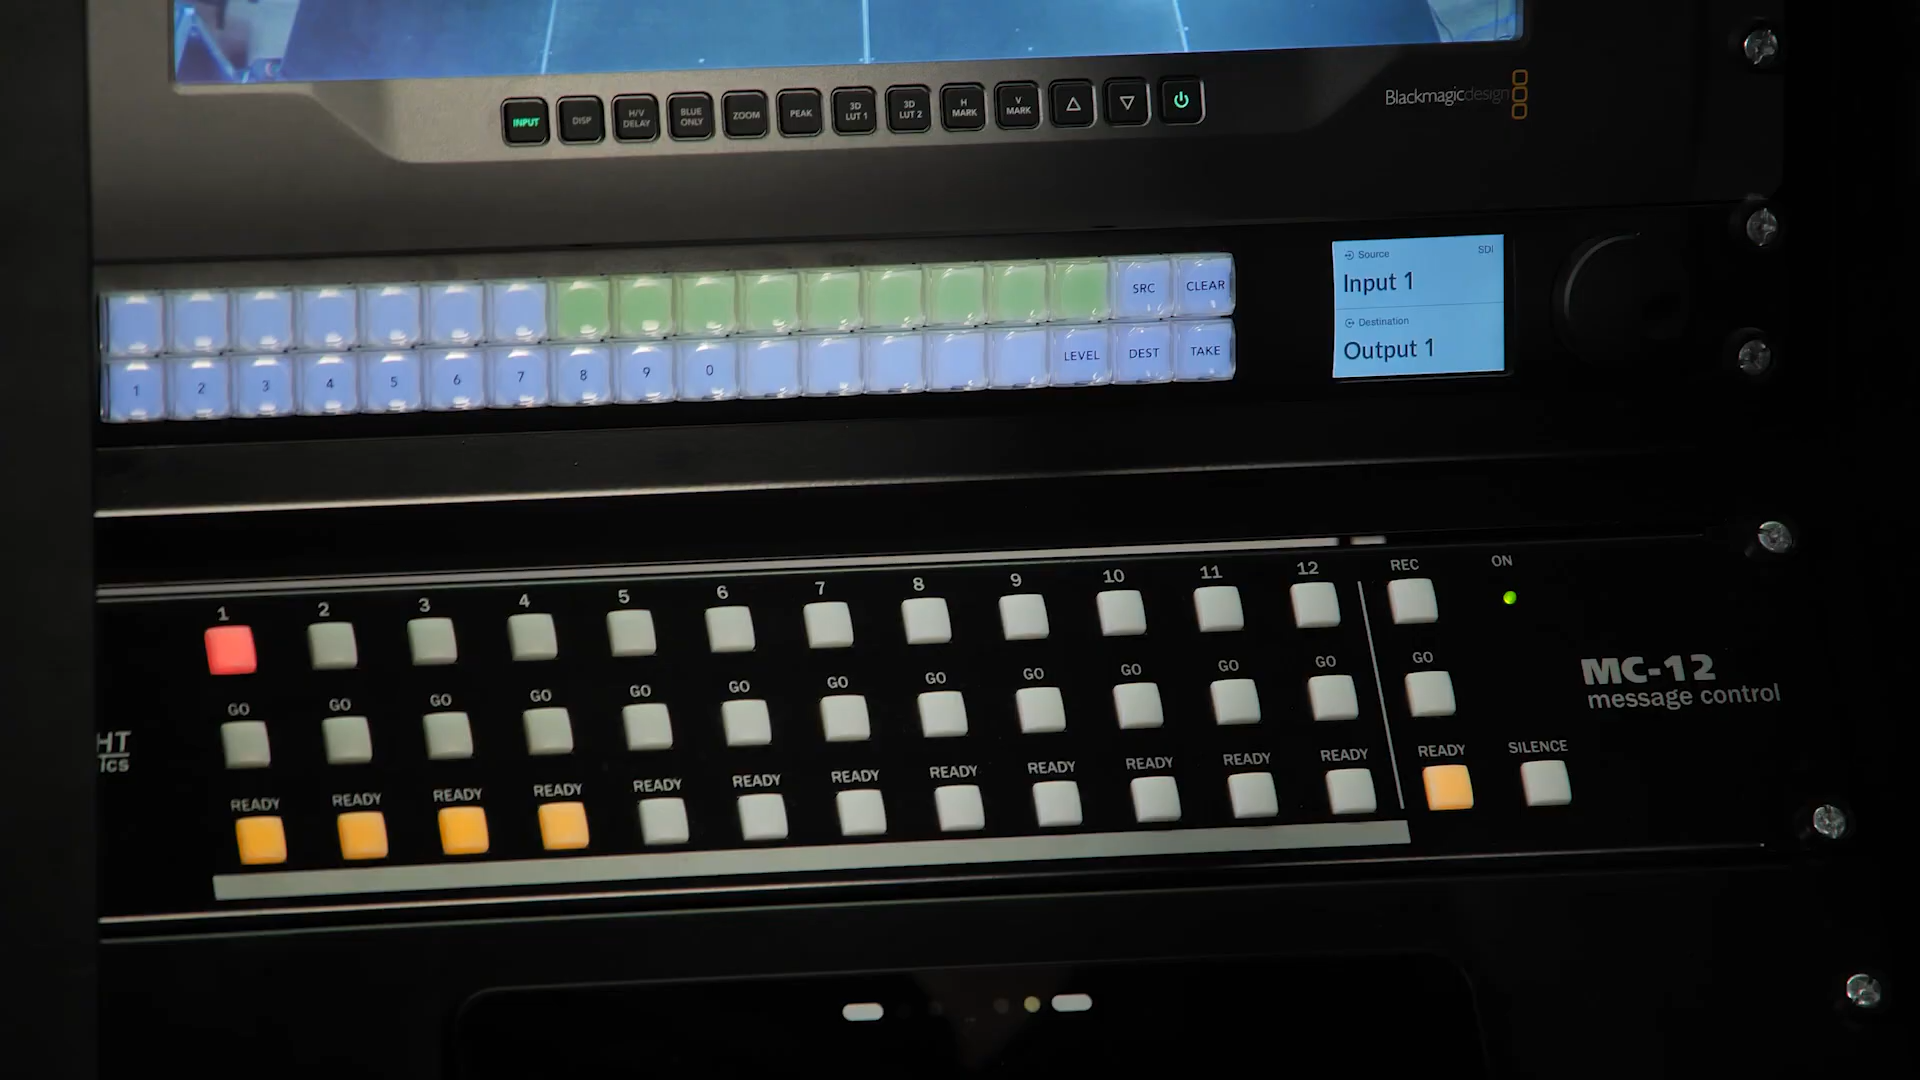 INPUT DISP H/V DELAY BLUE ONLY ZOOM PEAK 3D LUT 1 3D LUT 2 H MARK V MARK
Blackmagicdesign
SRC CLEAR
1 2 3 4 5 6 7 8 9 0 LEVEL DEST TAKE
Source SDI
Input 1
Destination
Output 1
1 2 3 4 5 6 7 8 9 10 11 12 REC ON
GO GO GO GO GO GO GO GO GO GO GO GO GO
READY READY READY READY READY READY READY READY READY READY READY READY READY SILENCE
MC-12
message control
HT
ICS